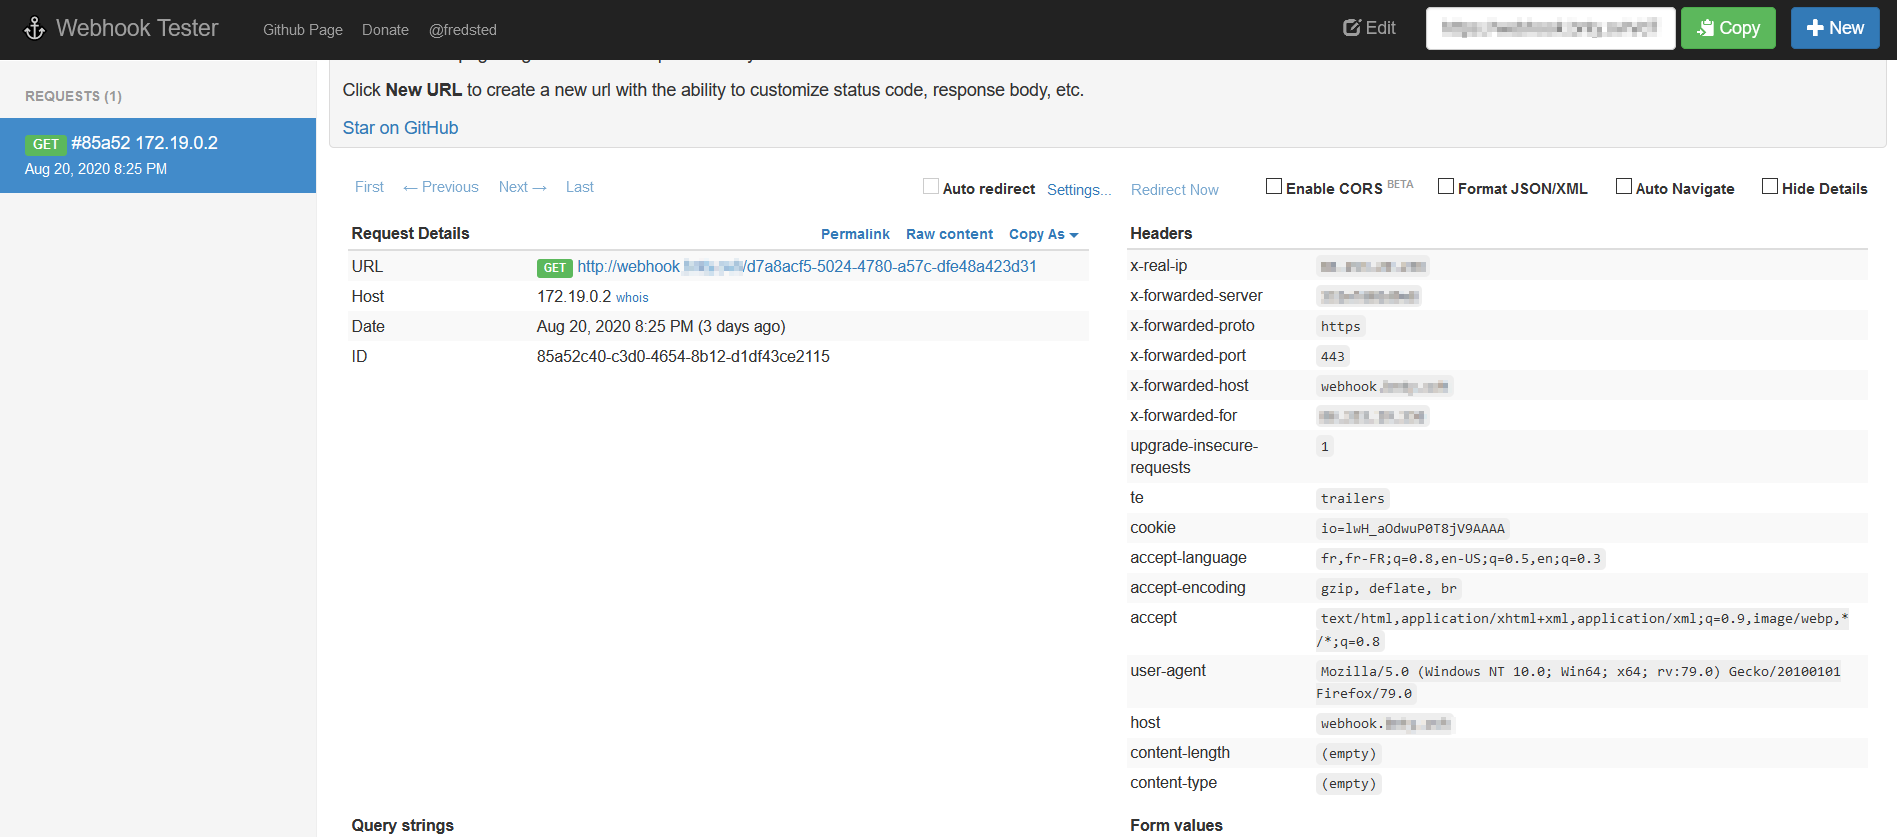 Webhook Tester Github Page Donate @fredsted Edit Copy New
REQUESTS (1)
GET #85a52 172.19.0.2
Aug 20, 2020 8:25 PM
Click New URL to create a new url with the ability to customize status code, response body, etc.
Star on GitHub
First ← Previous Next → Last Auto redirect Settings... Redirect Now Enable CORS BETA Format JSON/XML Auto Navigate Hide Details
Request Details Permalink Raw content Copy As
URL GET http://webhook. /d7a8acf5-5024-4780-a57c-dfe48a423d31
Host 172.19.0.2 whois
Date Aug 20, 2020 8:25 PM (3 days ago)
ID 85a52c40-c3d0-4654-8b12-d1df43ce2115
Headers
x-real-ip
x-forwarded-server
x-forwarded-proto https
x-forwarded-port 443
x-forwarded-host webhook.
x-forwarded-for
upgrade-insecure- 1
requests
te trailers
cookie io=lwH_aOdwuP0T8jV9AAAA
accept-language fr,fr-FR;q=0.8,en-US;q=0.5,en;q=0.3
accept-encoding gzip, deflate, br
accept text/html,application/xhtml+xml,application/xml;q=0.9,image/webp,*
/*;q=0.8
user-agent Mozilla/5.0 (Windows NT 10.0; Win64; x64; rv:79.0) Gecko/20100101
Firefox/79.0
host webhook.
content-length (empty)
content-type (empty)
Query strings
Form values